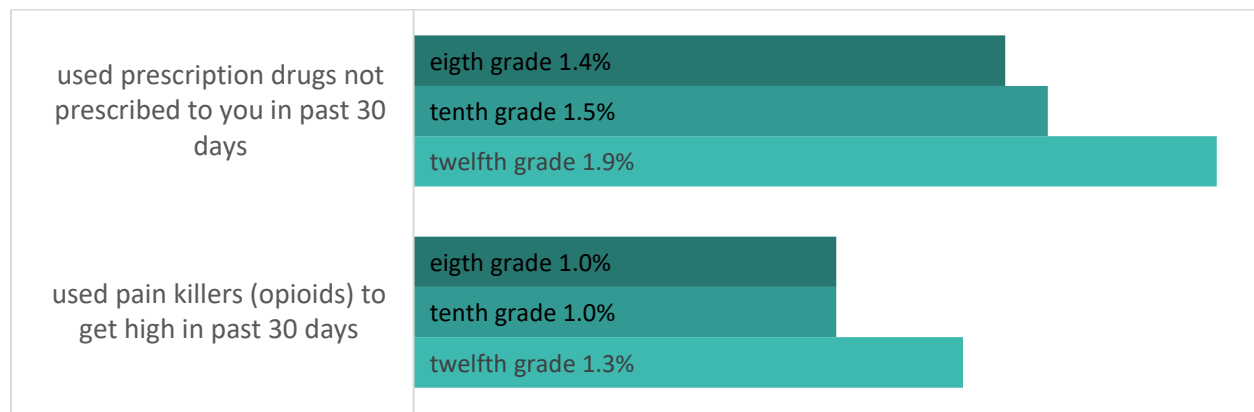 used prescription drugs not
prescribed to you in past 30
days
eigth grade 1.4%
tenth grade 1.5%
twelfth grade 1.9%
used pain killers (opioids) to
get high in past 30 days
eigth grade 1.0%
tenth grade 1.0%
twelfth grade 1.3%